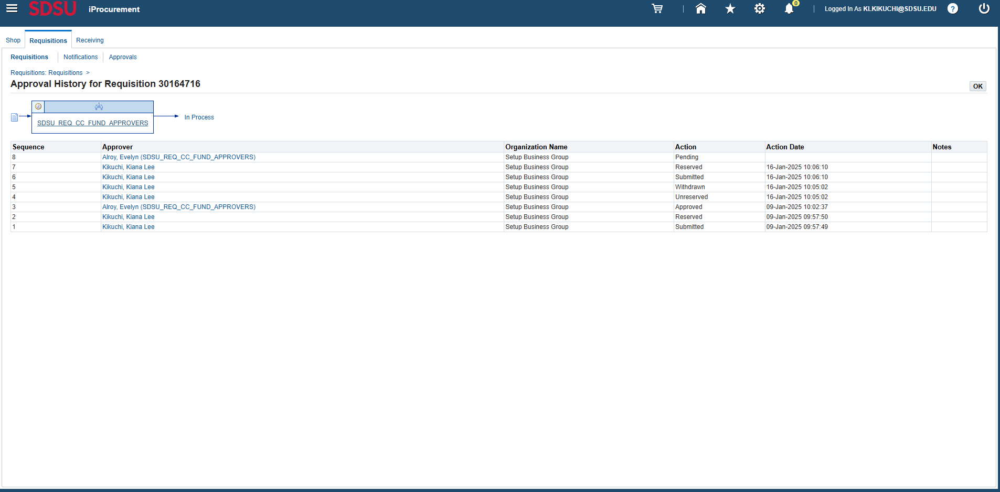 SDSU iProcurement 0 Logged In As KLKIKUCHI@SDSU.EDU ?
Shop Requisitions Receiving
Requisitions Notifications Approvals
Requisitions: Requisitions >
Approval History for Requisition 30164716
OK
In Process
SDSU_REQ_CC_FUND_APPROVERS
Sequence Approver Organization Name Action Action Date Notes
8 Alroy, Evelyn (SDSU_REQ_CC_FUND_APPROVERS) Setup Business Group Pending
7 Kikuchi, Kiana Lee Setup Business Group Reserved 16-Jan-2025 10:06:10
6 Kikuchi, Kiana Lee Setup Business Group Submitted 16-Jan-2025 10:06:10
5 Kikuchi, Kiana Lee Setup Business Group Withdrawn 16-Jan-2025 10:05:02
4 Kikuchi, Kiana Lee Setup Business Group Unreserved 16-Jan-2025 10:05:02
3 Alroy, Evelyn (SDSU_REQ_CC_FUND_APPROVERS) Setup Business Group Approved 09-Jan-2025 10:02:37
2 Kikuchi, Kiana Lee Setup Business Group Reserved 09-Jan-2025 09:57:50
1 Kikuchi, Kiana Lee Setup Business Group Submitted 09-Jan-2025 09:57:49